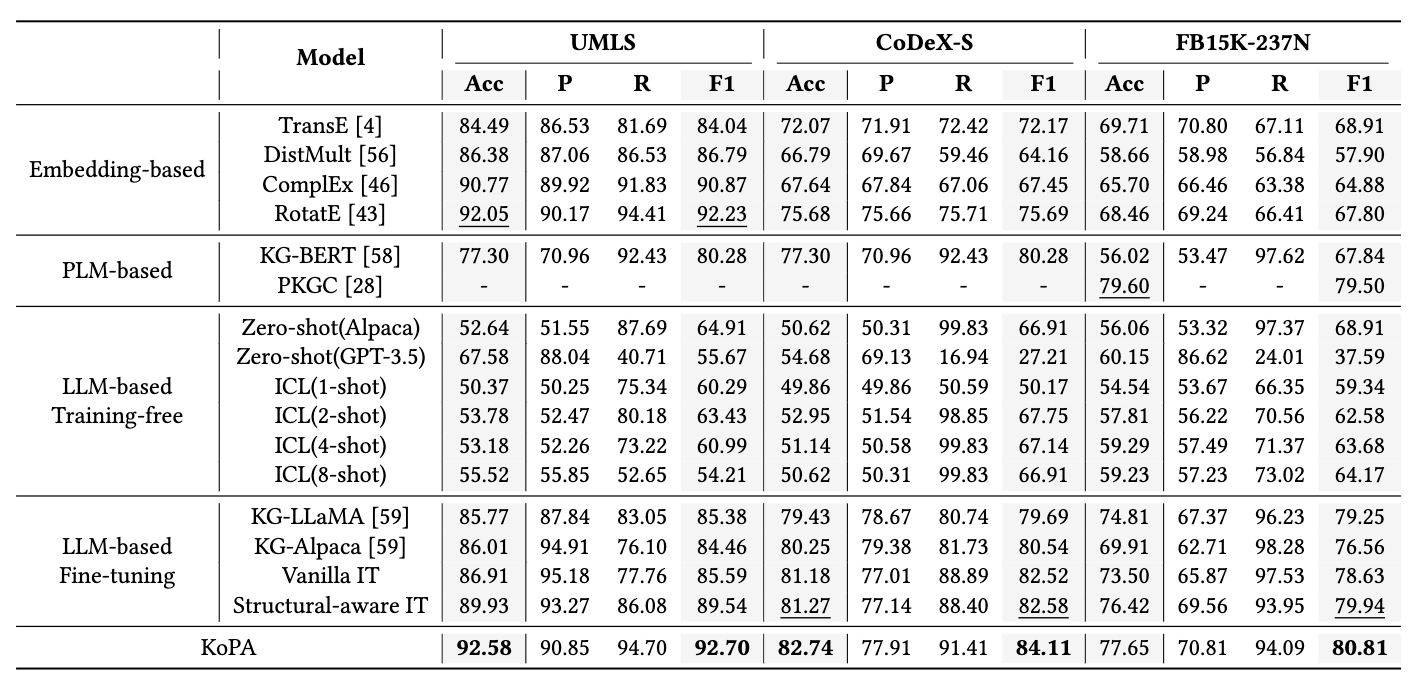 Model UMLS CoDeX-S FB15K-237N
Acc P R F1 Acc P R F1 Acc P R F1
Embedding-based
TransE [4] 84.49 86.53 81.69 84.04 72.07 71.91 72.42 72.17 69.71 70.80 67.11 68.91
DistMult [56] 86.38 87.06 86.53 86.79 66.79 69.67 59.46 64.16 58.66 58.98 56.84 57.90
ComplEx [46] 90.77 89.92 91.83 90.87 67.64 67.84 67.06 67.45 65.70 66.46 63.38 64.88
RotatE [43] 92.05 90.17 94.41 92.23 75.68 75.66 75.71 75.69 68.46 69.24 66.41 67.80
PLM-based
KG-BERT [58] 77.30 70.96 92.43 80.28 77.30 70.96 92.43 80.28 56.02 53.47 97.62 67.84
PKGC [28] - - - - - - - - 79.60 - - 79.50
LLM-based
Training-free
Zero-shot(Alpaca) 52.64 51.55 87.69 64.91 50.62 50.31 99.83 66.91 56.06 53.32 97.37 68.91
Zero-shot(GPT-3.5) 67.58 88.04 40.71 55.67 54.68 69.13 16.94 27.21 60.15 86.62 24.01 37.59
ICL(1-shot) 50.37 50.25 75.34 60.29 49.86 49.86 50.59 50.17 54.54 53.67 66.35 59.34
ICL(2-shot) 53.78 52.47 80.18 63.43 52.95 51.54 98.85 67.75 57.81 56.22 70.56 62.58
ICL(4-shot) 53.18 52.26 73.22 60.99 51.14 50.58 99.83 67.14 59.29 57.49 71.37 63.68
ICL(8-shot) 55.52 55.85 52.65 54.21 50.62 50.31 99.83 66.91 59.23 57.23 73.02 64.17
LLM-based
Fine-tuning
KG-LLaMA [59] 85.77 87.84 83.05 85.38 79.43 78.67 80.74 79.69 74.81 67.37 96.23 79.25
KG-Alpaca [59] 86.01 94.91 76.10 84.46 80.25 79.38 81.73 80.54 69.91 62.71 98.28 76.56
Vanilla IT 86.91 95.18 77.76 85.59 81.18 77.01 88.89 82.52 73.50 65.87 97.53 78.63
Structural-aware IT 89.93 93.27 86.08 89.54 81.27 77.14 88.40 82.58 76.42 69.56 93.95 79.94
KoPA 92.58 90.85 94.70 92.70 82.74 77.91 91.41 84.11 77.65 70.81 94.09 80.81